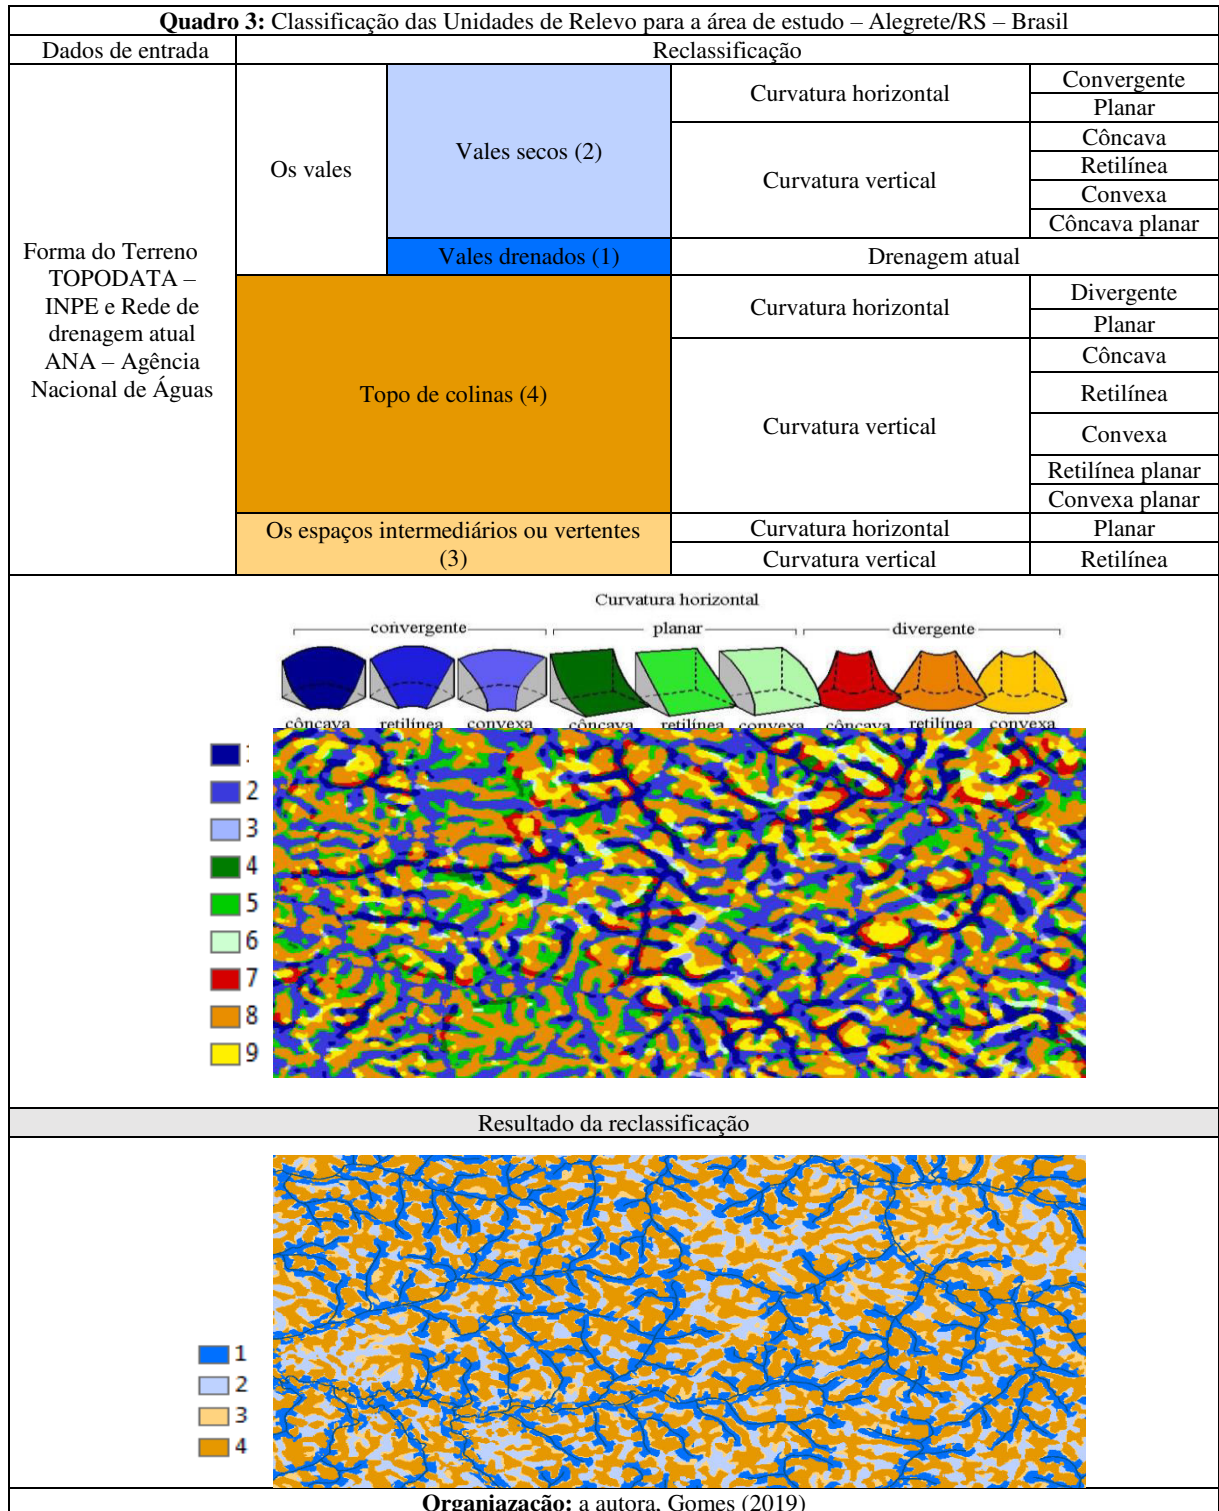 Quadro 3: Classificação das Unidades de Relevo para a área de estudo – Alegrete/RS – Brasil
Dados de entrada
Reclassificação
Forma do Terreno
TOPODATA –
INPE e Rede de
drenagem atual
ANA – Agência
Nacional de Águas
Os vales
Vales secos (2)
Curvatura horizontal
Convergente
Planar
Curvatura vertical
Côncava
Retilínea
Convexa
Côncava planar
Vales drenados (1)
Drenagem atual
Topo de colinas (4)
Curvatura horizontal
Divergente
Planar
Curvatura vertical
Côncava
Retilínea
Convexa
Retilínea planar
Convexa planar
Os espaços intermediários ou vertentes
(3)
Curvatura horizontal
Planar
Curvatura vertical
Retilínea
Curvatura horizontal
convergente planar divergente
côncava retilínea convexa côncava retilínea convexa côncava retilínea convexa
2
3
4
5
6
7
8
9
Resultado da reclassificação
1
2
3
4
Organiazação: a autora, Gomes (2019)